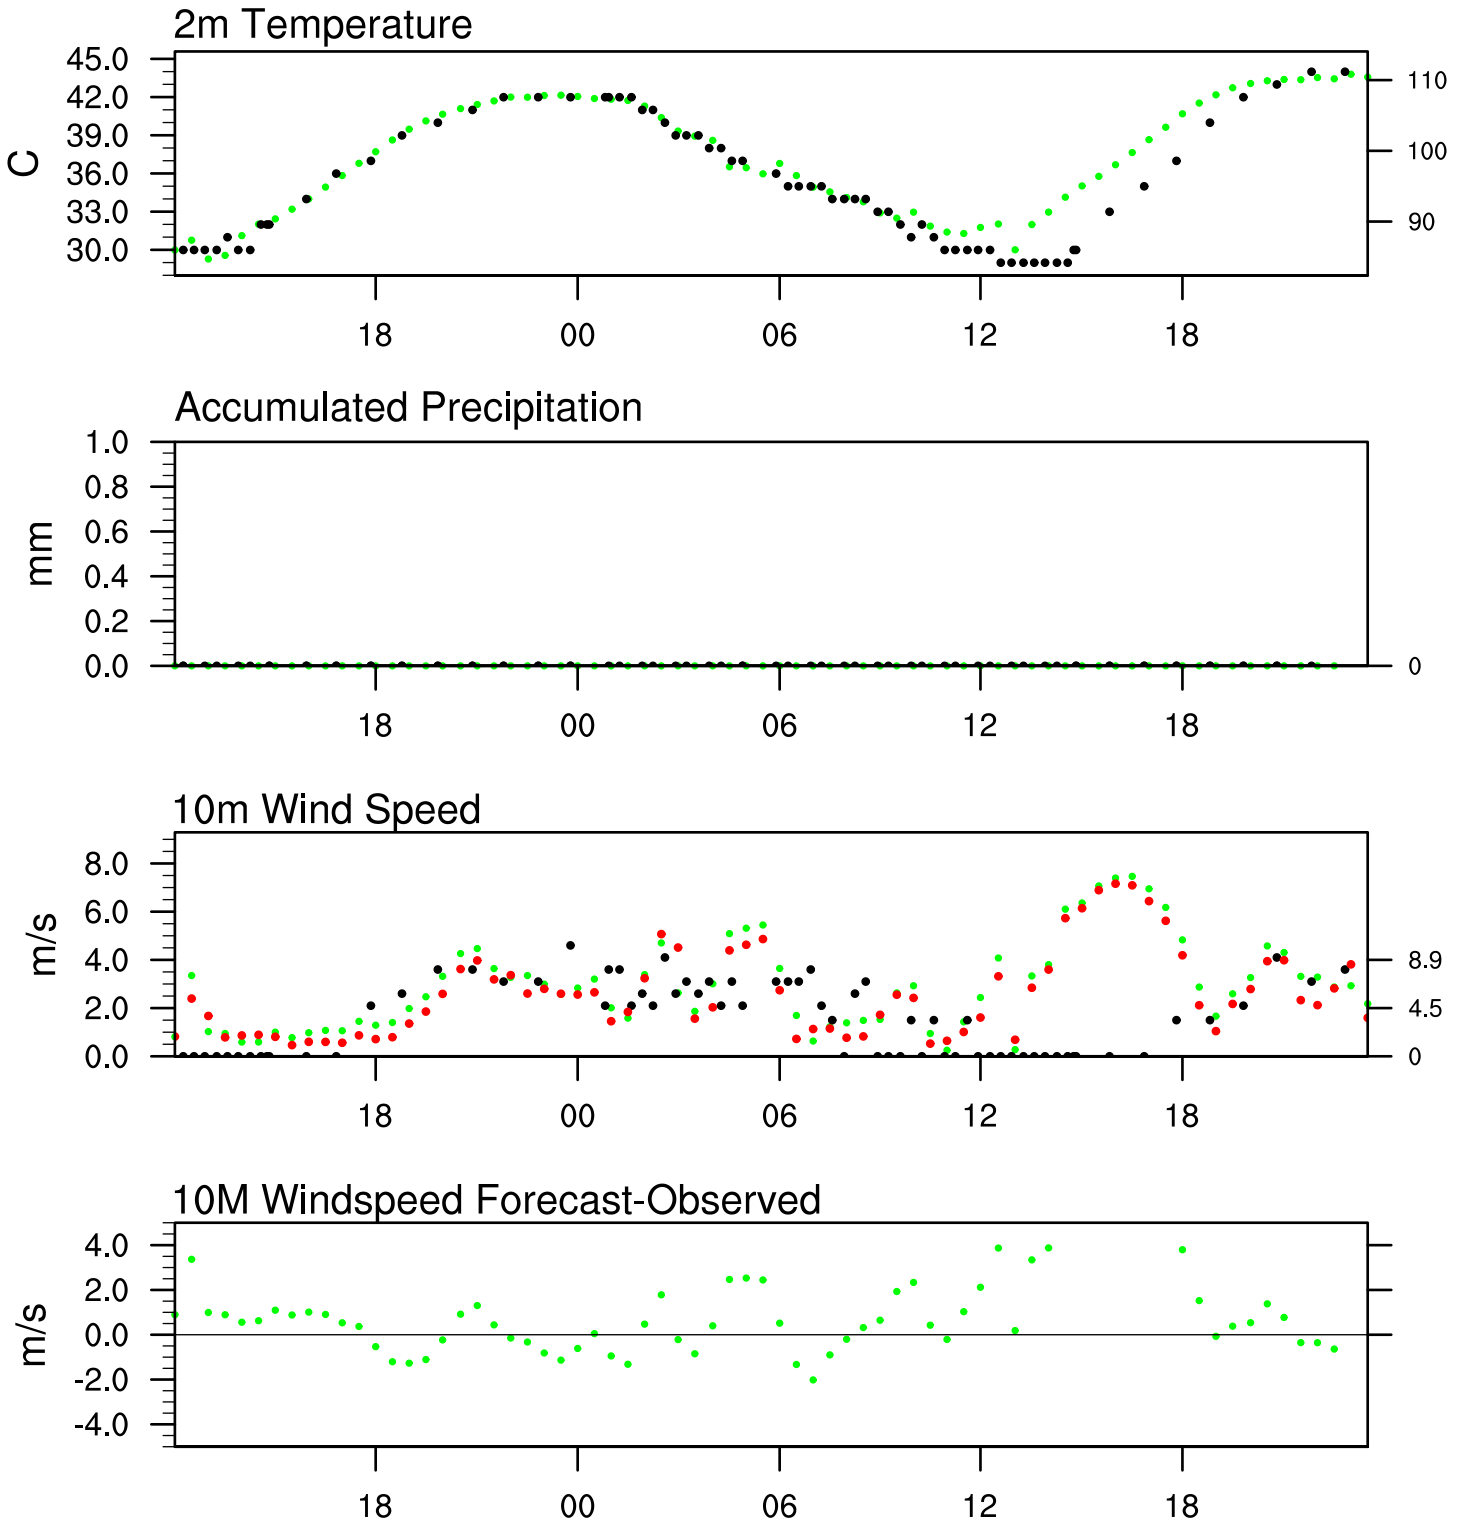 2m Temperature
45.0
42.0
39.0
36.0
33.0
30.0
C
110
100
90
18 00 06 12 18
Accumulated Precipitation
1.0
0.8
0.6
0.4
0.2
0.0
mm
0
18 00 06 12 18
10m Wind Speed
8.0
6.0
4.0
2.0
0.0
m/s
8.9
4.5
0
18 00 06 12 18
10M Windspeed Forecast-Observed
4.0
2.0
0.0
-2.0
-4.0
m/s
18 00 06 12 18